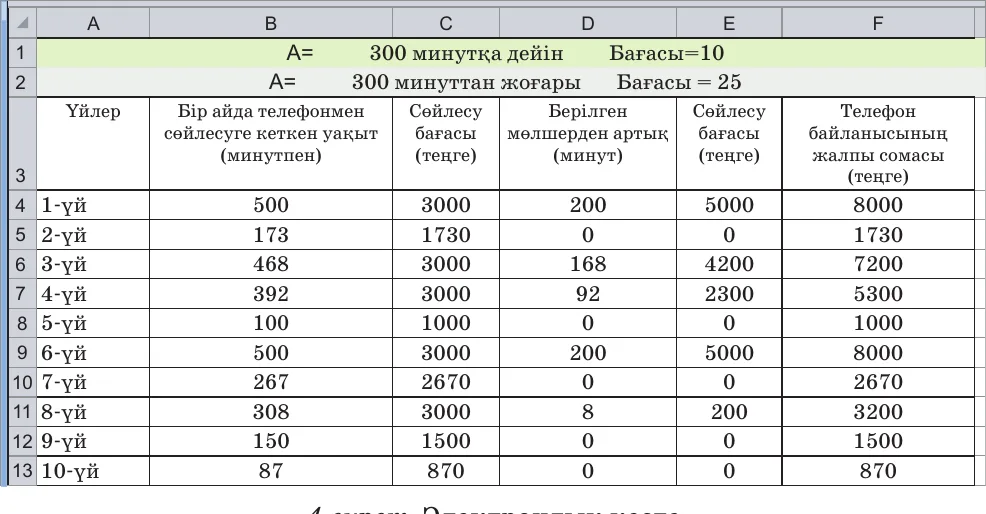 A B C D E F
1 A= 300 минутқа дейін Бағасы=10
2 A= 300 минуттан жоғары Бағасы = 25
3 Үйлер Бір айда телефонмен сөйлесуге кеткен уақыт (минутпен) Сөйлесу бағасы (теңге) Берілген мөлшерден артық (минут) Сөйлесу бағасы (теңге) Телефон байланысының жалпы сомасы (теңге)
4 1-үй 500 3000 200 5000 8000
5 2-үй 173 1730 0 0 1730
6 3-үй 468 3000 168 4200 7200
7 4-үй 392 3000 92 2300 5300
8 5-үй 100 1000 0 0 1000
9 6-үй 500 3000 200 5000 8000
10 7-үй 267 2670 0 0 2670
11 8-үй 308 3000 8 200 3200
12 9-үй 150 1500 0 0 1500
13 10-үй 87 870 0 0 870